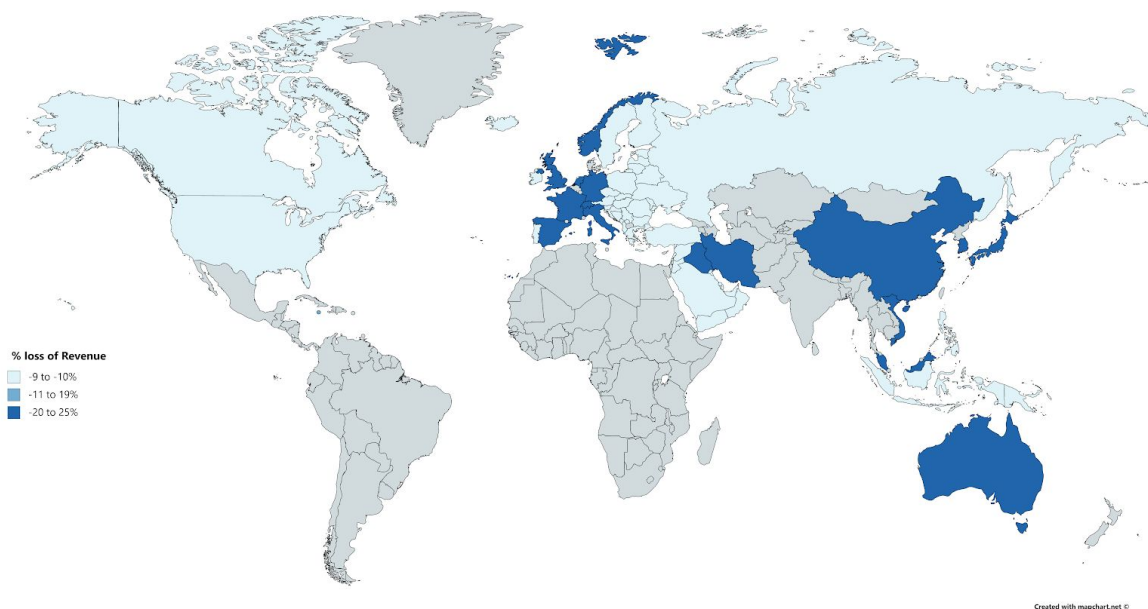 % loss of Revenue
-9 to -10%
-11 to 19%
-20 to 25%
Created with mapchart.net ©